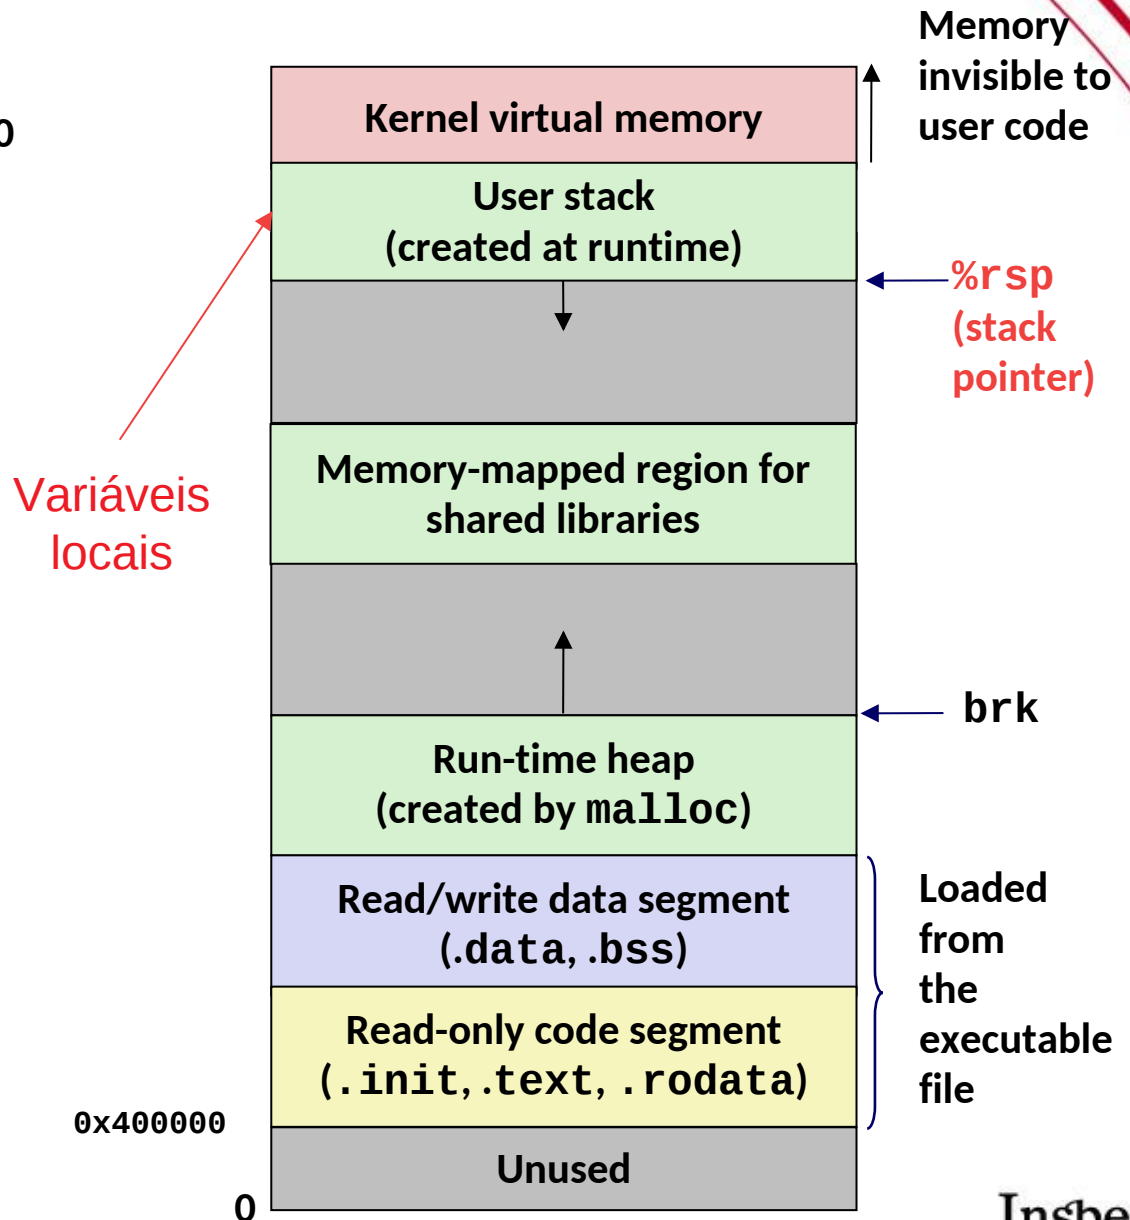 Memory
invisible to
user code
Kernel virtual memory
0
User stack
(created at runtime)
%rsp
(stack
pointer)
Memory-mapped region for
shared libraries
Variáveis
locais
brk
Run-time heap
(created by malloc)
Read/write data segment
(.data, .bss)
Loaded
from
the
executable
file
Read-only code segment
(.init, .text, .rodata)
0x400000
Unused
0